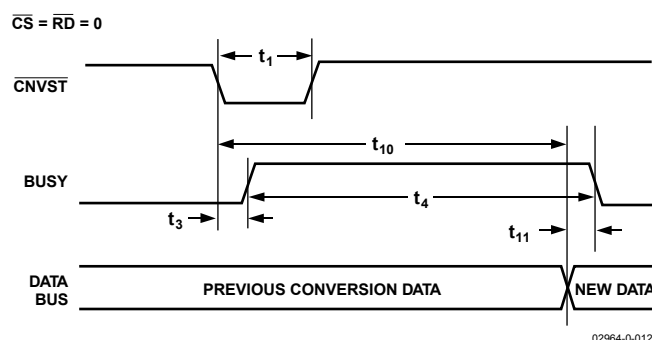 CS = RD = 0
t1
CNVST
t10
BUSY
t4
t3
t11
DATA
BUS
PREVIOUS CONVERSION DATA
NEW DATA
02964-0-012